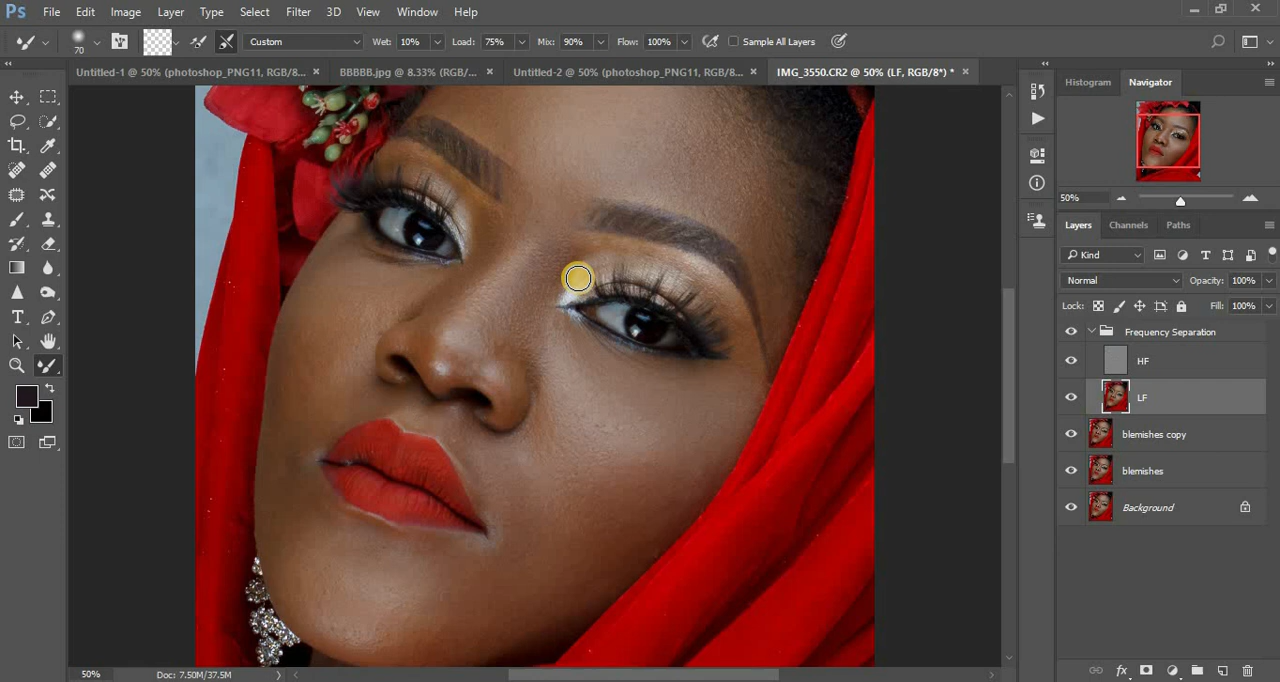 Ps File Edit Image Layer Type Select Filter 3D View Window Help
70 Custom Wet: 10% Load: 75% Mix: 90% Flow: 100% Sample All Layers
Untitled-1 @ 50% (photoshop_PNG11, RGB/8... × BBBBB.jpg @ 8.33% (RGB/... × Untitled-2 @ 50% (photoshop_PNG11, RGB/8... × IMG_3550.CR2 @ 50% (LF, RGB/8*) * ×
Histogram Navigator
50%
Layers Channels Paths
Kind
Normal Opacity: 100%
Lock: Fill: 100%
Frequency Separation
HF
LF
blemishes copy
blemishes
Background
50% Doc: 7.50M/37.5M